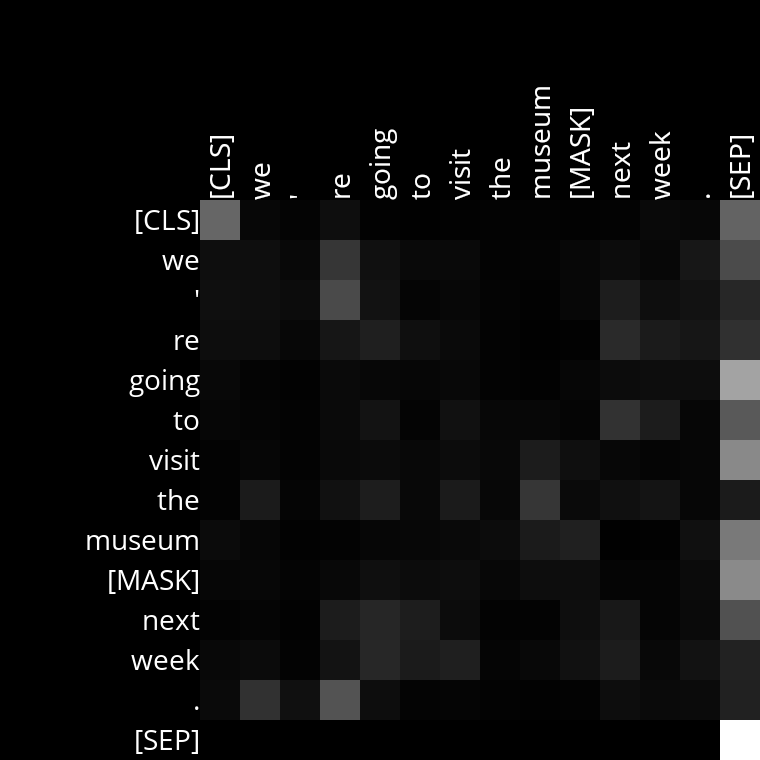 [CLS] we ' re going to visit the museum [MASK] next week . [SEP]
[CLS]
we
'
re
going
to
visit
the
museum
[MASK]
next
week
.
[SEP]